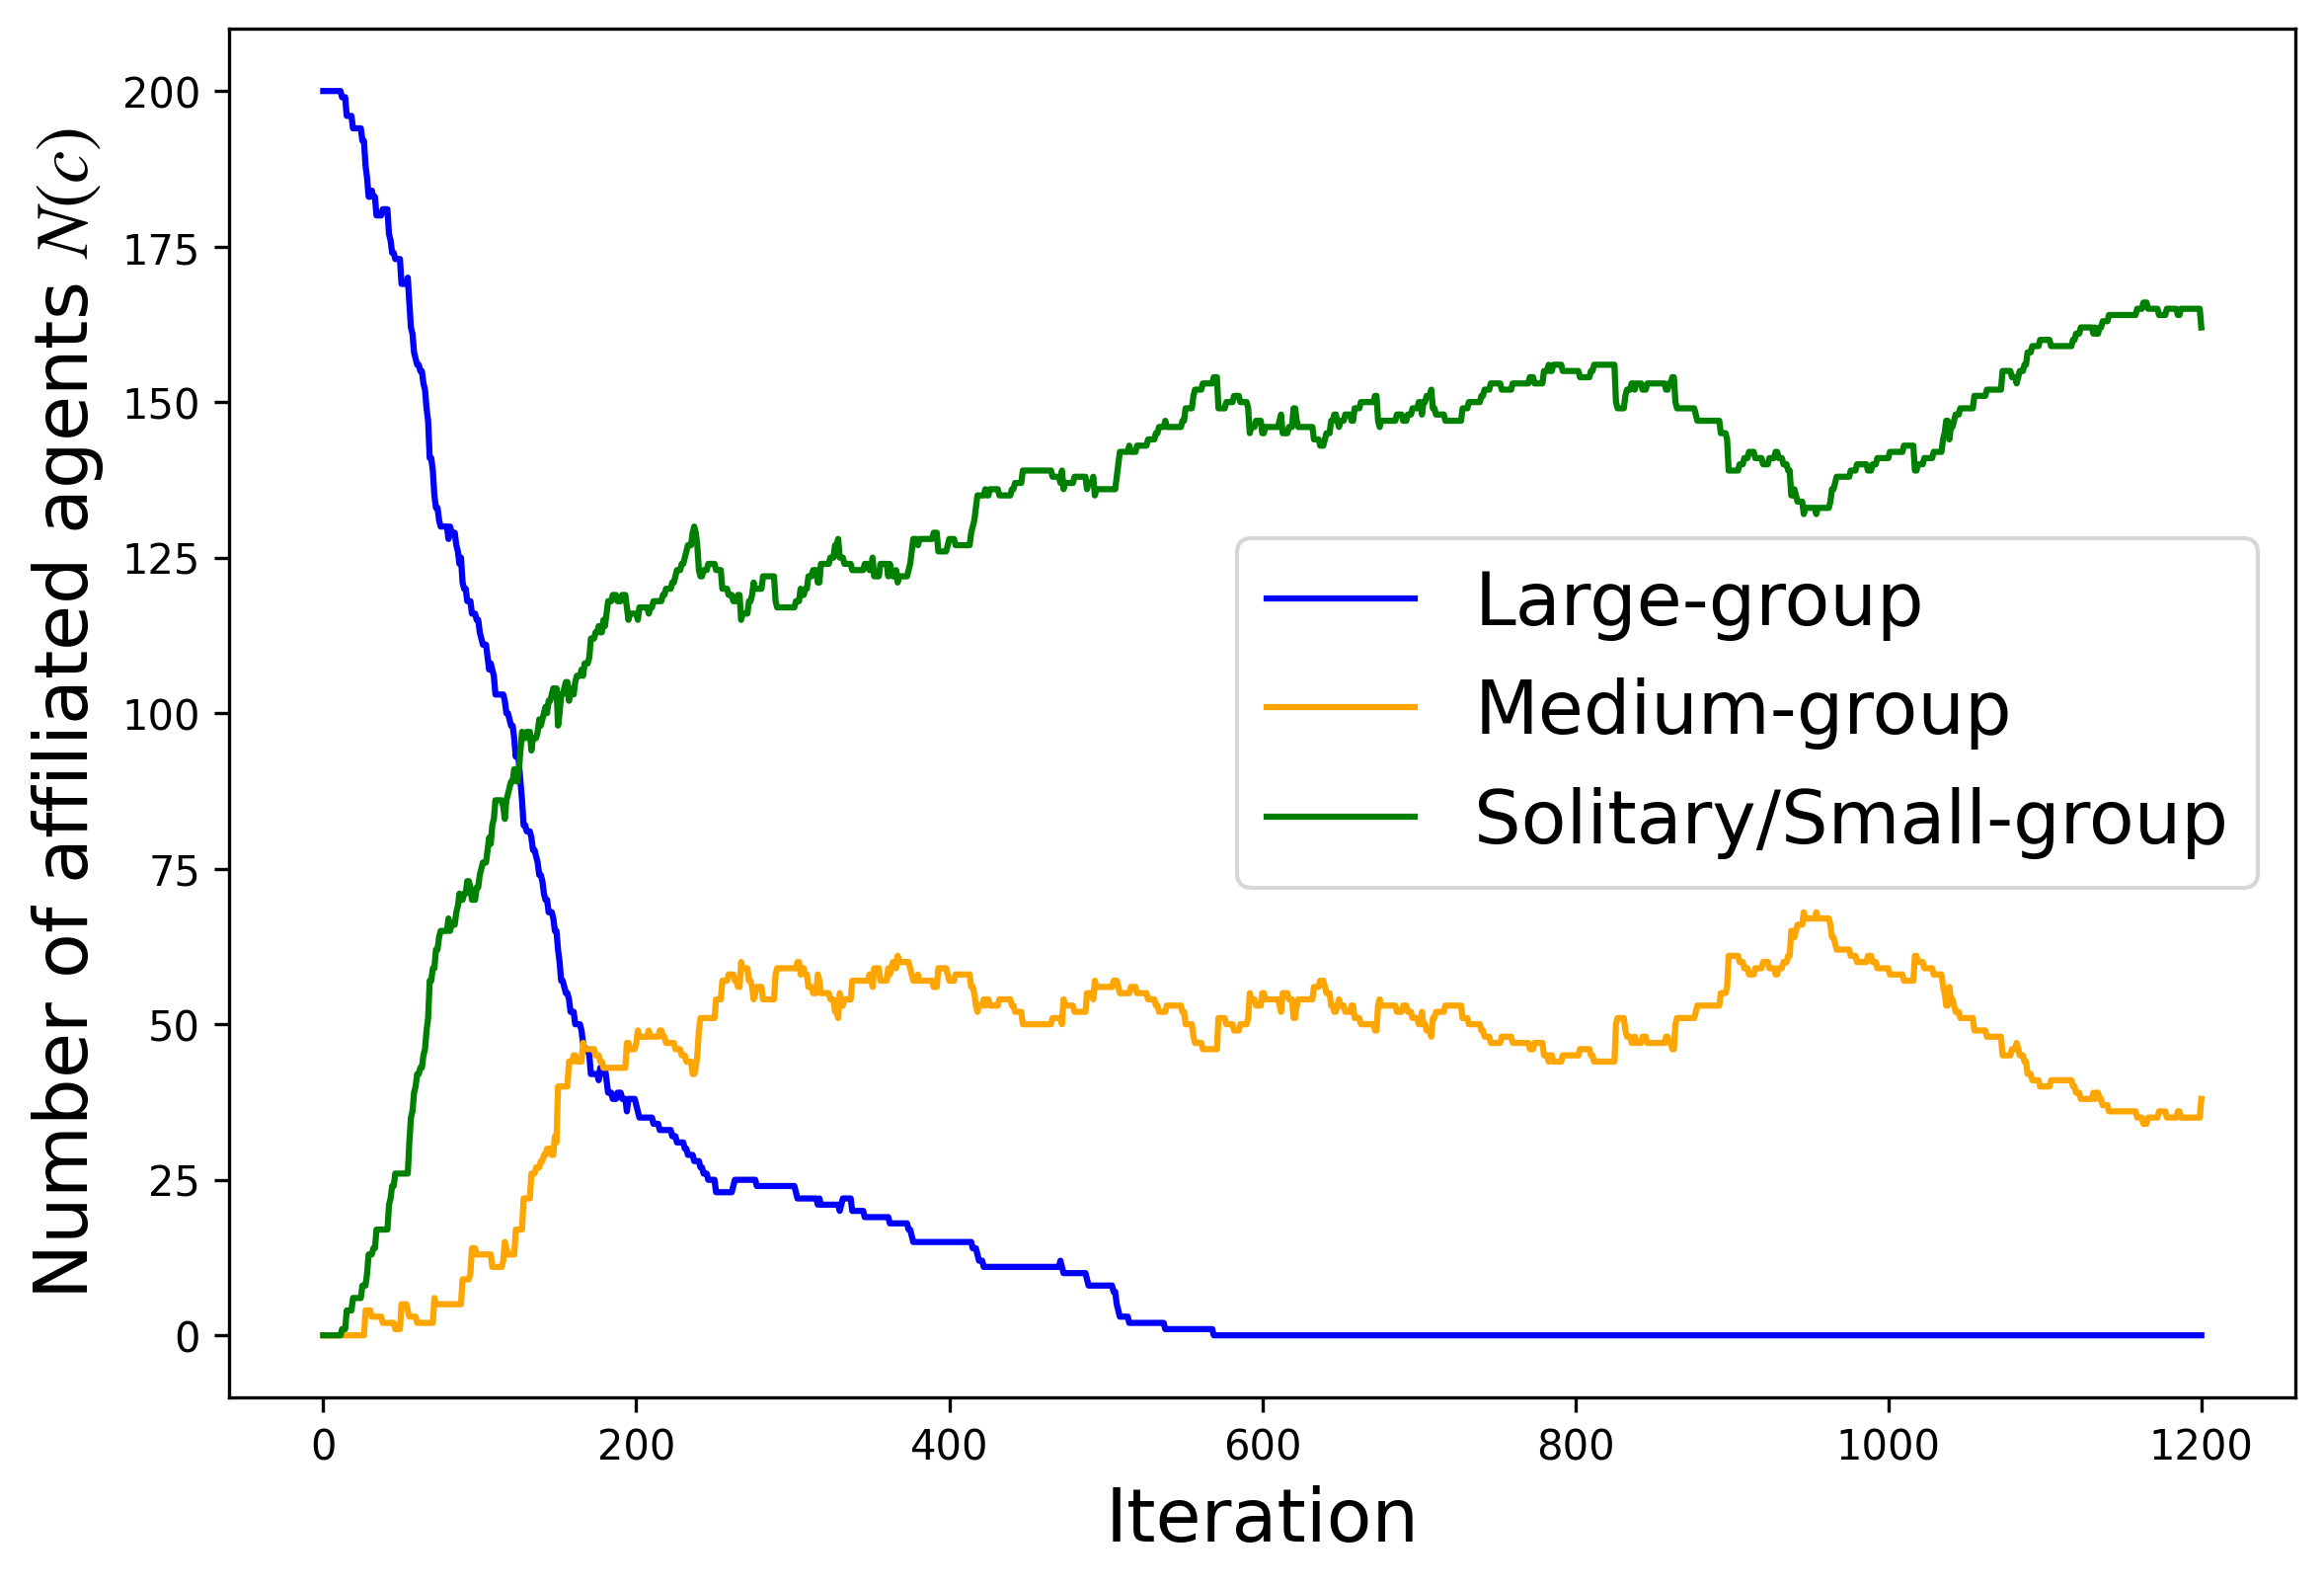 Number of affiliated agents N(c)
200
175
150
125
100
75
50
25
0
Large-group
Medium-group
Solitary/Small-group
0 200 400 600 800 1000 1200
Iteration